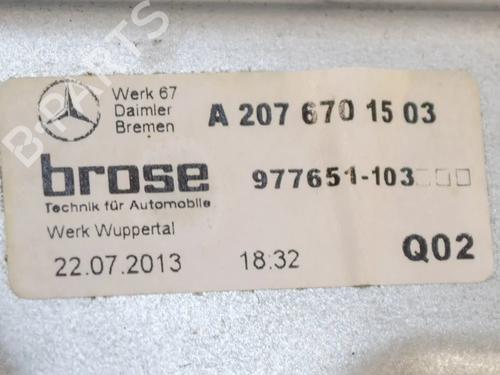 Werk 67
Daimler
Bremen
A 207 670 15 03
brose
977651-103
Technik für Automobile
Werk Wuppertal
22.07.2013
18:32
Q02
B-PARTS